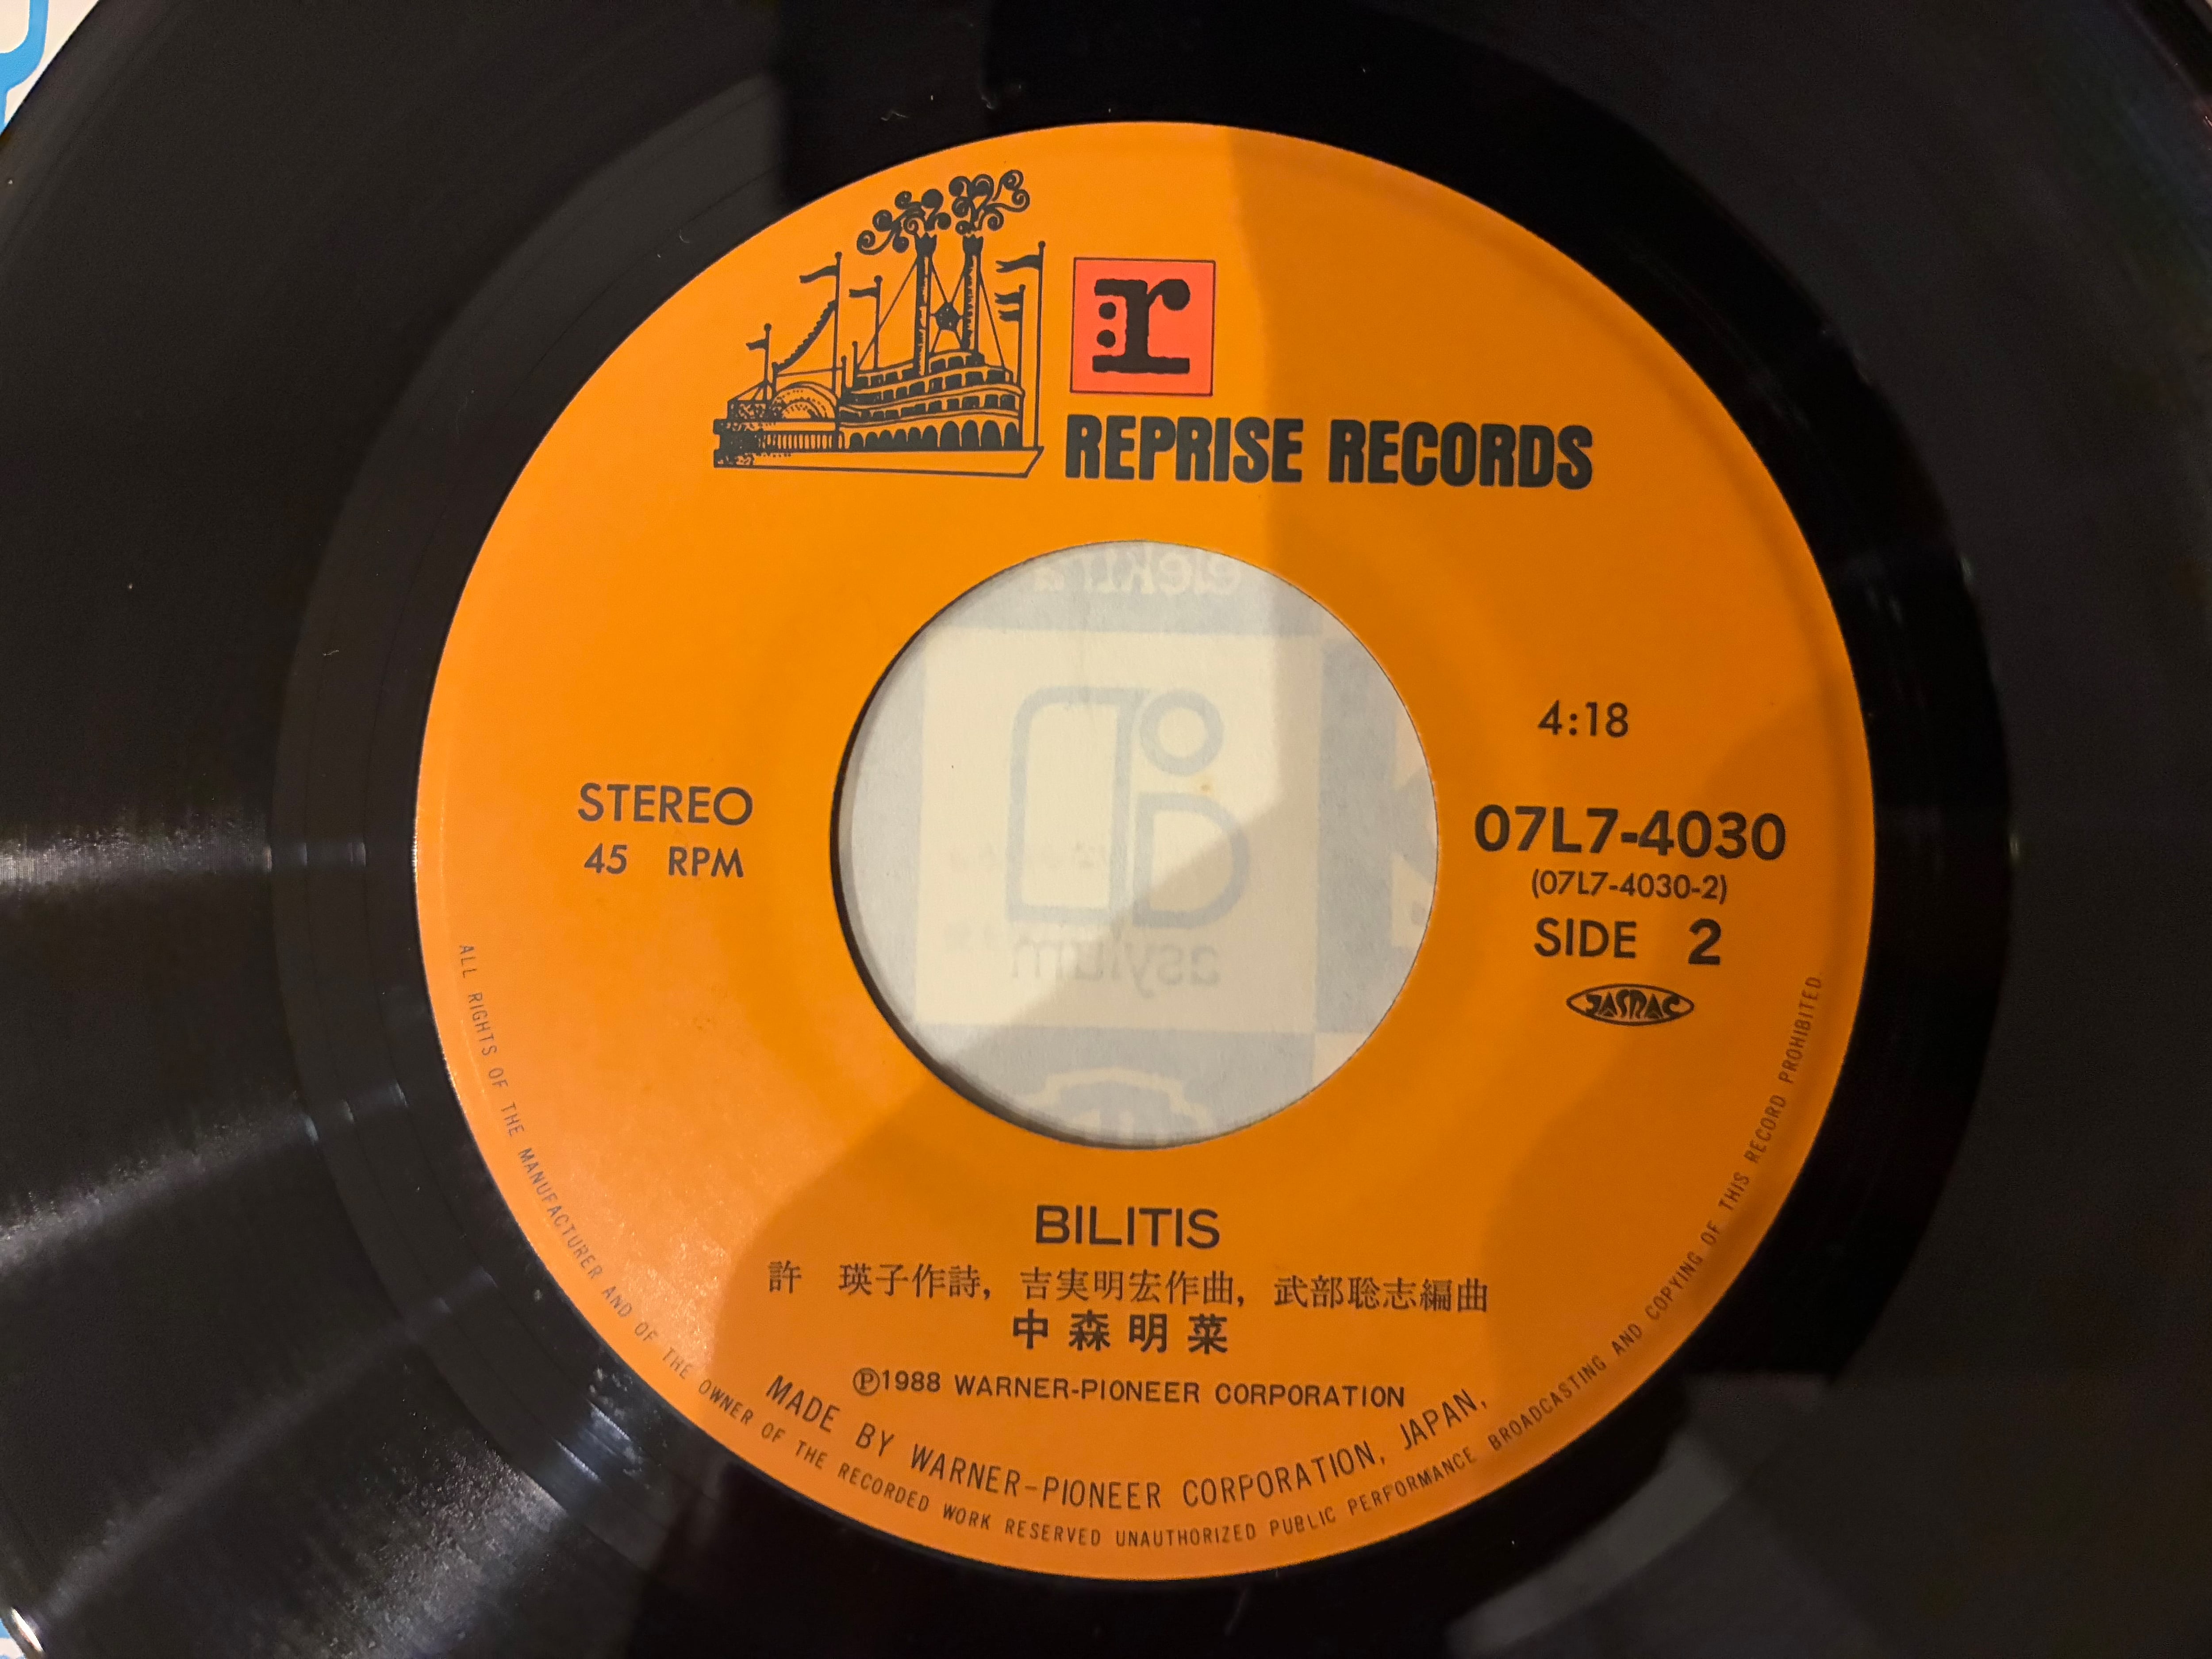 r
REPRISE RECORDS
elektra
asylum
4:18
STEREO
45 RPM
07L7-4030
(07L7-4030-2)
SIDE 2
JASRAC
BILITIS
許 瑛子作詩, 吉実明宏作曲, 武部聡志編曲
中森明菜
Ⓟ1988 WARNER-PIONEER CORPORATION
MADE BY WARNER-PIONEER CORPORATION, JAPAN,
ALL RIGHTS OF THE MANUFACTURER AND OF THE OWNER OF THE RECORDED WORK RESERVED UNAUTHORIZED PUBLIC PERFORMANCE BROADCASTING AND COPYING OF THIS RECORD PROHIBITED